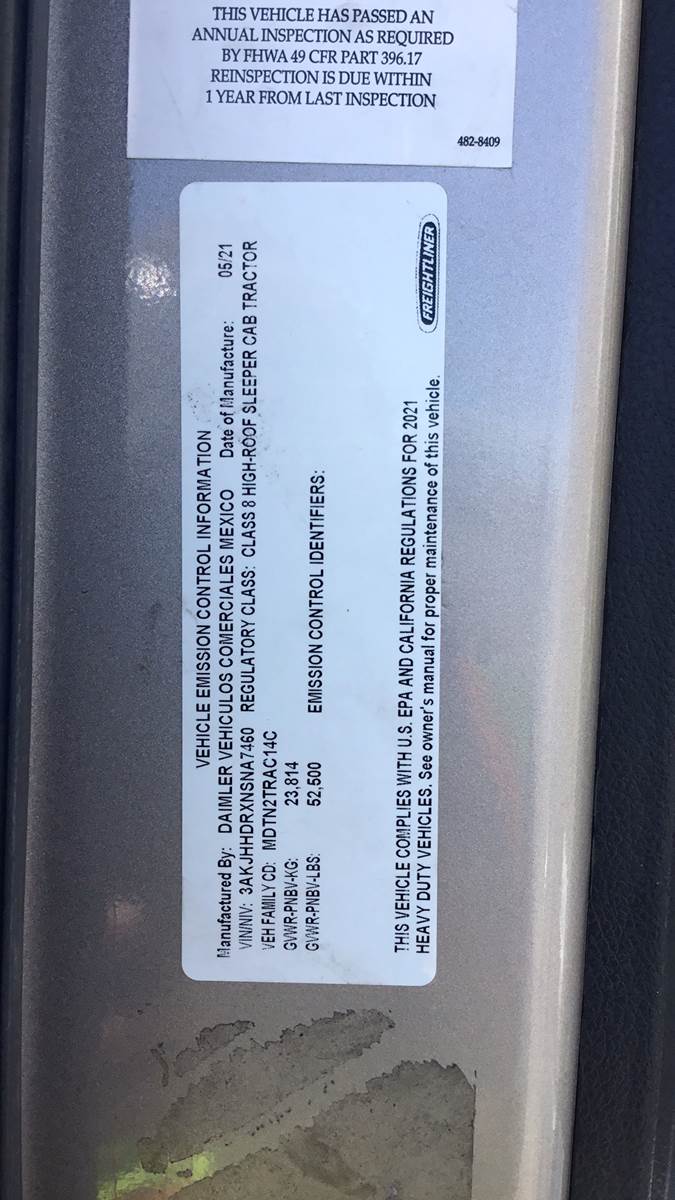 THIS VEHICLE HAS PASSED AN
ANNUAL INSPECTION AS REQUIRED
BY FHWA 49 CFR PART 396.17
REINSPECTION IS DUE WITHIN
1 YEAR FROM LAST INSPECTION
482-8409
VEHICLE EMISSION CONTROL INFORMATION
Manufactured By: DAIMLER VEHICULOS COMERCIALES MEXICO Date of Manufacture: 05/21
VIN/NIV: 3AKJHHDRXNSNA7460 REGULATORY CLASS: CLASS 8 HIGH-ROOF SLEEPER CAB TRACTOR
VEH FAMILY CD: MDTN2TRAC14C
GVWR-PNBV-KG: 23,814
GVWR-PNBV-LBS: 52,500 EMISSION CONTROL IDENTIFIERS:
THIS VEHICLE COMPLIES WITH U.S. EPA AND CALIFORNIA REGULATIONS FOR 2021
HEAVY DUTY VEHICLES. See owner's manual for proper maintenance of this vehicle.
FREIGHTLINER